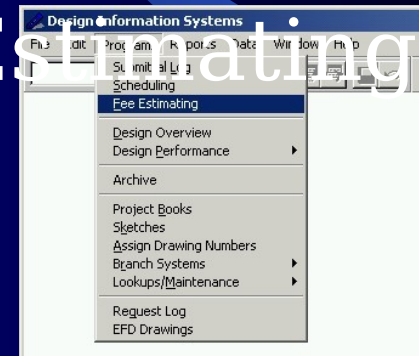 Design Information Systems
Estimating
File Edit Program Reports Data Window Help
Submittal Log
Scheduling
Fee Estimating
Design Overview
Design Performance
Archive
Project Books
Sketches
Assign Drawing Numbers
Branch Systems
Lookups/Maintenance
Request Log
EFD Drawings